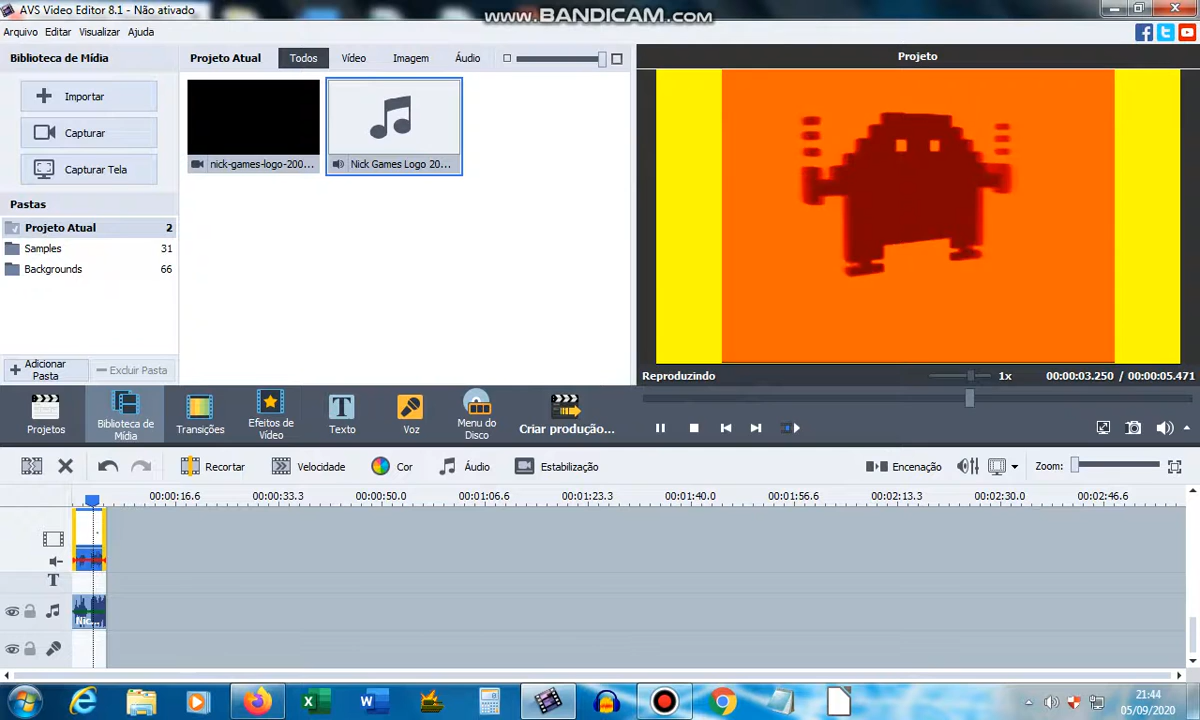 AVS Video Editor 8.1 - Não ativado
www.BANDICAM.com
Arquivo Editar Visualizar Ajuda
Biblioteca de Mídia
Projeto Atual Todos Vídeo Imagem Áudio
Projeto
Importar
Capturar
Capturar Tela
nick-games-logo-200...
Nick Games Logo 20...
Pastas
Projeto Atual 2
Samples 31
Backgrounds 66
Adicionar Pasta
Excluir Pasta
Reproduzindo 1x 00:00:03.250 / 00:00:05.471
Projetos
Biblioteca de Mídia
Transições
Efeitos de Vídeo
Texto
Voz
Menu do Disco
Criar produção...
Recortar Velocidade Cor Áudio Estabilização Encenação Zoom:
00:00:16.6 00:00:33.3 00:00:50.0 00:01:06.6 00:01:23.3 00:01:40.0 00:01:56.6 00:02:13.3 00:02:30.0 00:02:46.6
T
Nic...
21:44
05/09/2020